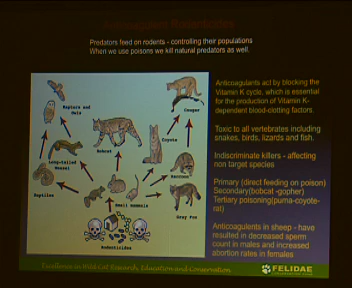 Anticoagulant Rodenticides
Predators feed on rodents - controlling their populations
When we use poisons we kill natural predators as well.
Raptors and
Owls
Cougar
Bobcat
Coyote
Long-tailed
Weasel
Raccoon
Reptiles
Small mammals
Gray Fox
Rodenticides
Anticoagulants act by blocking the
Vitamin K cycle, which is essential
for the production of Vitamin K-
dependent blood-clotting factors.
Toxic to all vertebrates including
snakes, birds, lizards and fish.
Indiscriminate killers - affecting
non target species
Primary (direct feeding on poison)
Secondary(bobcat -gopher)
Tertiary poisoning(puma-coyote-
rat)
Anticoagulents in sheep - have
resulted in decreased sperm
count in males and increased
abortion rates in females
Excellence in Wild Cat Research, Education and Conservation
FELIDAE